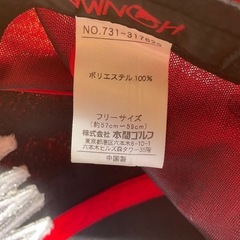 HONMA
NO.731-317625
ポリエステル 100%
フリーサイズ
(約57cm〜59cm)
株式会社 本間ゴルフ
東京都港区六本木6-10-1
六本木ヒルズ森タワー35階
中国製